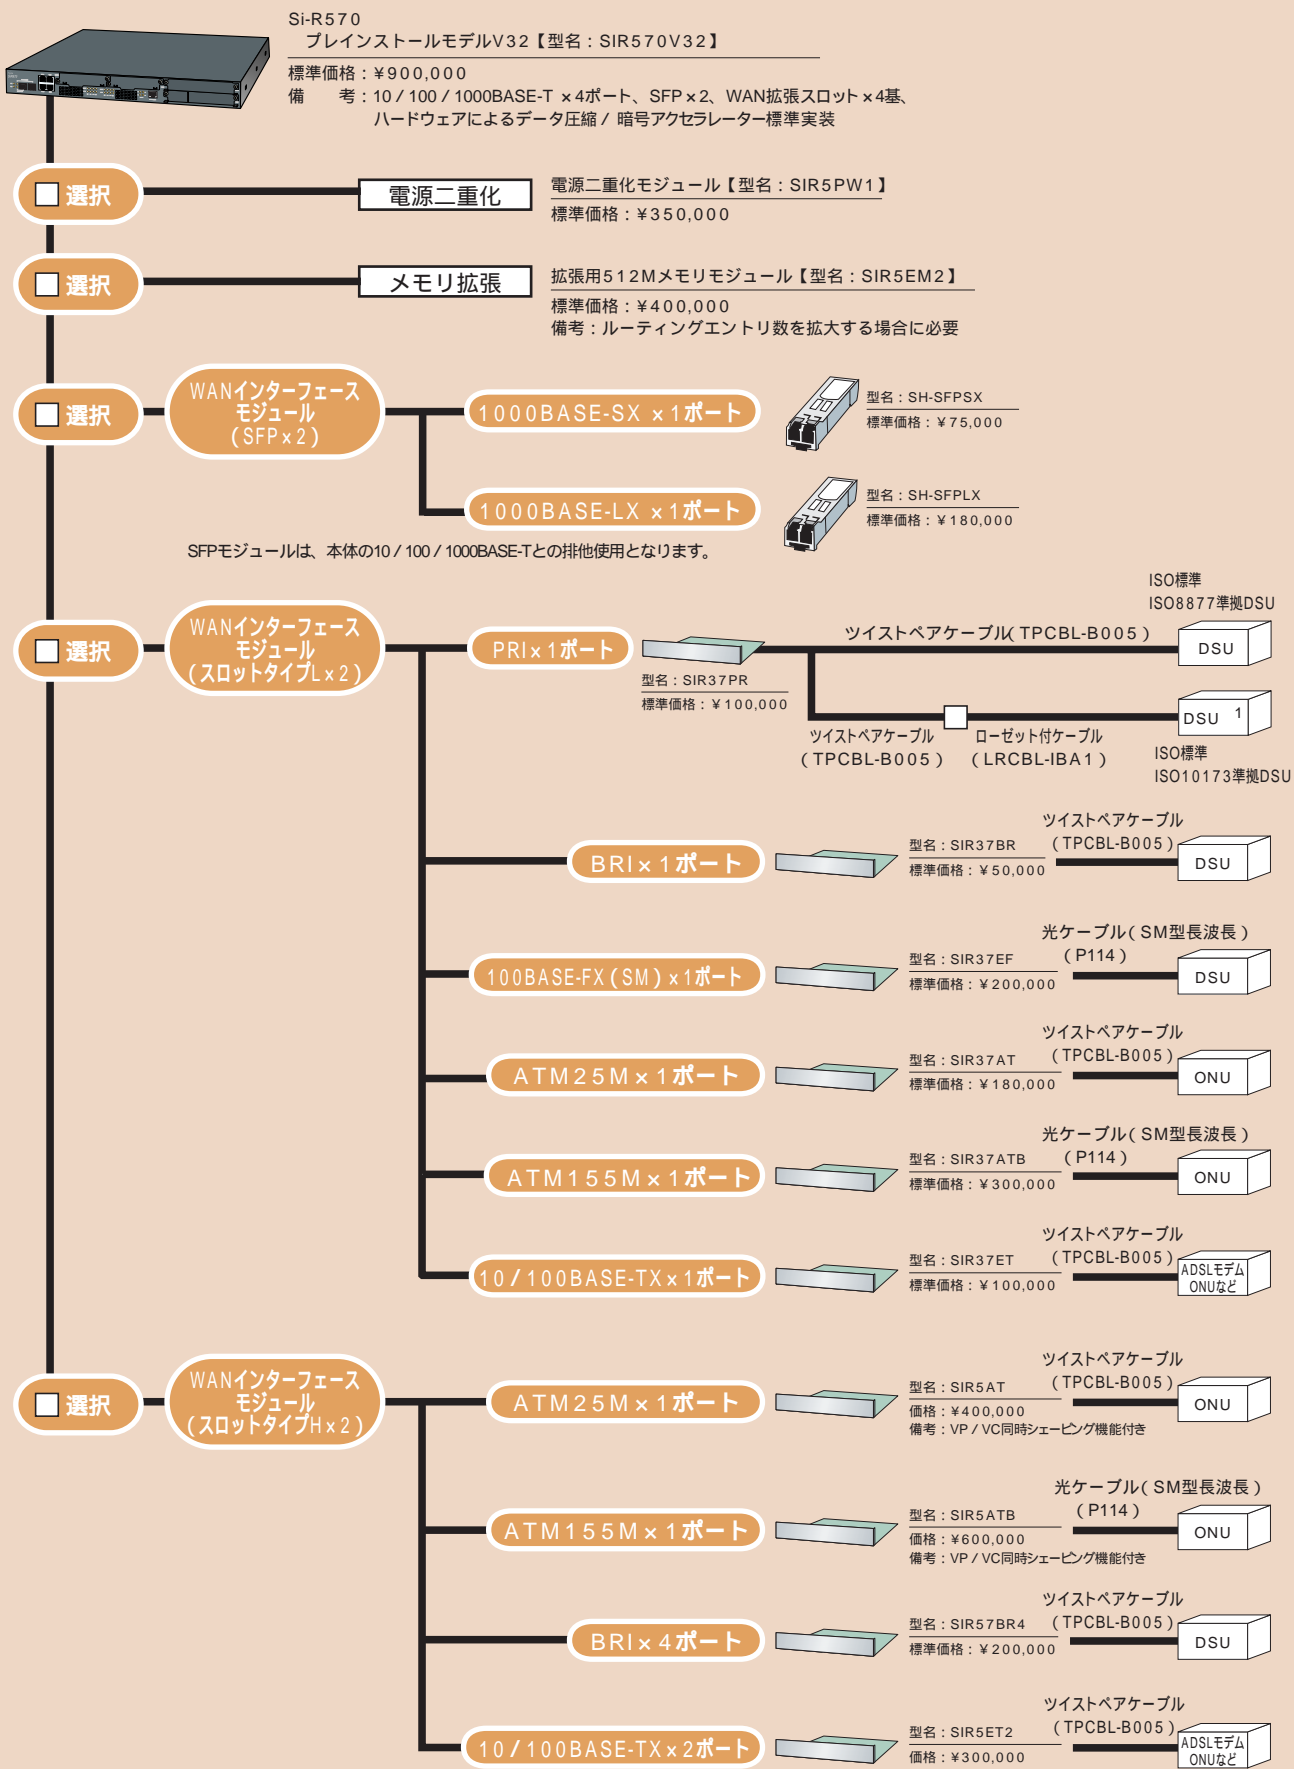 Si-R570
プレインストールモデルV32【型名：SIR570V32】
標準価格：¥900,000
備　考：10／100／1000BASE-T ×4ポート、SFP×2、WAN拡張スロット×4基、
ハードウェアによるデータ圧縮／暗号アクセラレーター標準実装
選択
電源二重化
電源二重化モジュール【型名：SIR5PW1】
標準価格：¥350,000
選択
メモリ拡張
拡張用512Mメモリモジュール【型名：SIR5EM2】
標準価格：¥400,000
備考：ルーティングエントリ数を拡大する場合に必要
選択
WANインターフェース
モジュール
（SFP×2）
1000BASE-SX ×1ポート
型名：SH-SFPSX
標準価格：¥75,000
1000BASE-LX ×1ポート
型名：SH-SFPLX
標準価格：¥180,000
SFPモジュールは、本体の10／100／1000BASE-Tとの排他使用となります。
選択
WANインターフェース
モジュール
（スロットタイプL×2）
PRI×1ポート
型名：SIR37PR
標準価格：¥100,000
ツイストペアケーブル（TPCBL-B005）
ISO標準
ISO8877準拠DSU
DSU
ツイストペアケーブル
（TPCBL-B005）
ローゼット付ケーブル
（LRCBL-IBA1）
DSU 1
ISO標準
ISO10173準拠DSU
BRI×1ポート
型名：SIR37BR
標準価格：¥50,000
ツイストペアケーブル
（TPCBL-B005）
DSU
100BASE-FX（SM）×1ポート
型名：SIR37EF
標準価格：¥200,000
光ケーブル（SM型長波長）
（P114）
DSU
ATM25M×1ポート
型名：SIR37AT
標準価格：¥180,000
ツイストペアケーブル
（TPCBL-B005）
ONU
ATM155M×1ポート
型名：SIR37ATB
標準価格：¥300,000
光ケーブル（SM型長波長）
（P114）
ONU
10／100BASE-TX×1ポート
型名：SIR37ET
標準価格：¥100,000
ツイストペアケーブル
（TPCBL-B005）
ADSLモデム
ONUなど
選択
WANインターフェース
モジュール
（スロットタイプH×2）
ATM25M×1ポート
型名：SIR5AT
価格：¥400,000
備考：VP／VC同時シェーピング機能付き
ツイストペアケーブル
（TPCBL-B005）
ONU
ATM155M×1ポート
型名：SIR5ATB
価格：¥600,000
備考：VP／VC同時シェーピング機能付き
光ケーブル（SM型長波長）
（P114）
ONU
BRI×4ポート
型名：SIR57BR4
標準価格：¥200,000
ツイストペアケーブル
（TPCBL-B005）
DSU
10／100BASE-TX×2ポート
型名：SIR5ET2
価格：¥300,000
ツイストペアケーブル
（TPCBL-B005）
ADSLモデム
ONUなど